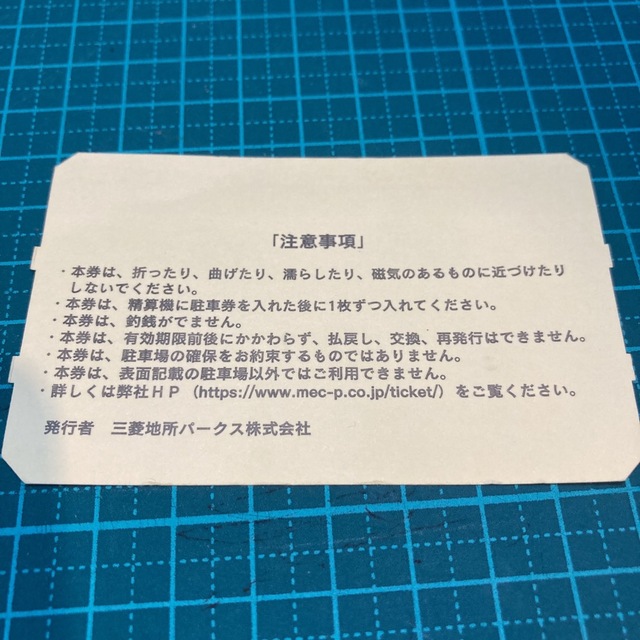 「注意事項」
・本券は、折ったり、曲げたり、濡らしたり、磁気のあるものに近づけたり
しないでください。
・本券は、精算機に駐車券を入れた後に1枚ずつ入れてください。
・本券は、釣銭がでません。
・本券は、有効期限前後にかかわらず、払戻し、交換、再発行はできません。
・本券は、駐車場の確保をお約束するものではありません。
・本券は、表面記載の駐車場以外ではご利用できません。
・詳しくは弊社HP（https://www.mec-p.co.jp/ticket/）をご覧ください。
発行者　三菱地所パークス株式会社